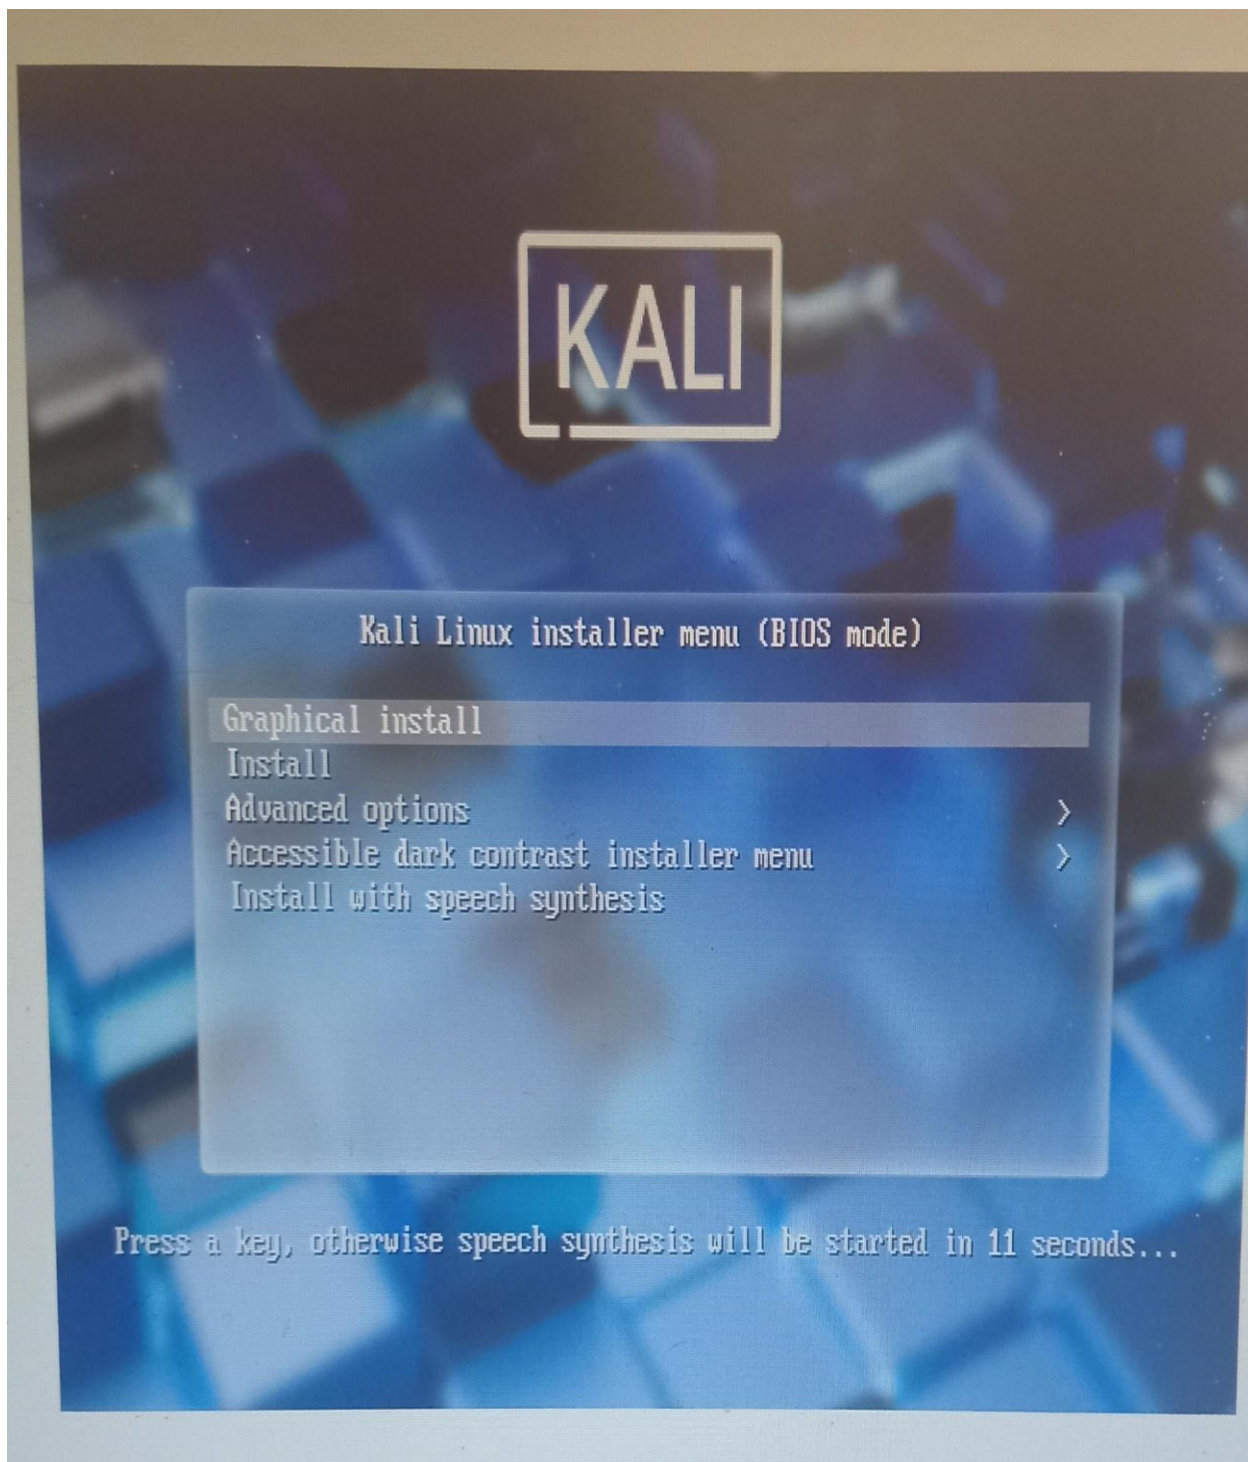 KALI
Kali Linux installer menu (BIOS mode)
Graphical install
Install
Advanced options >
Accessible dark contrast installer menu >
Install with speech synthesis
Press a key, otherwise speech synthesis will be started in 11 seconds...